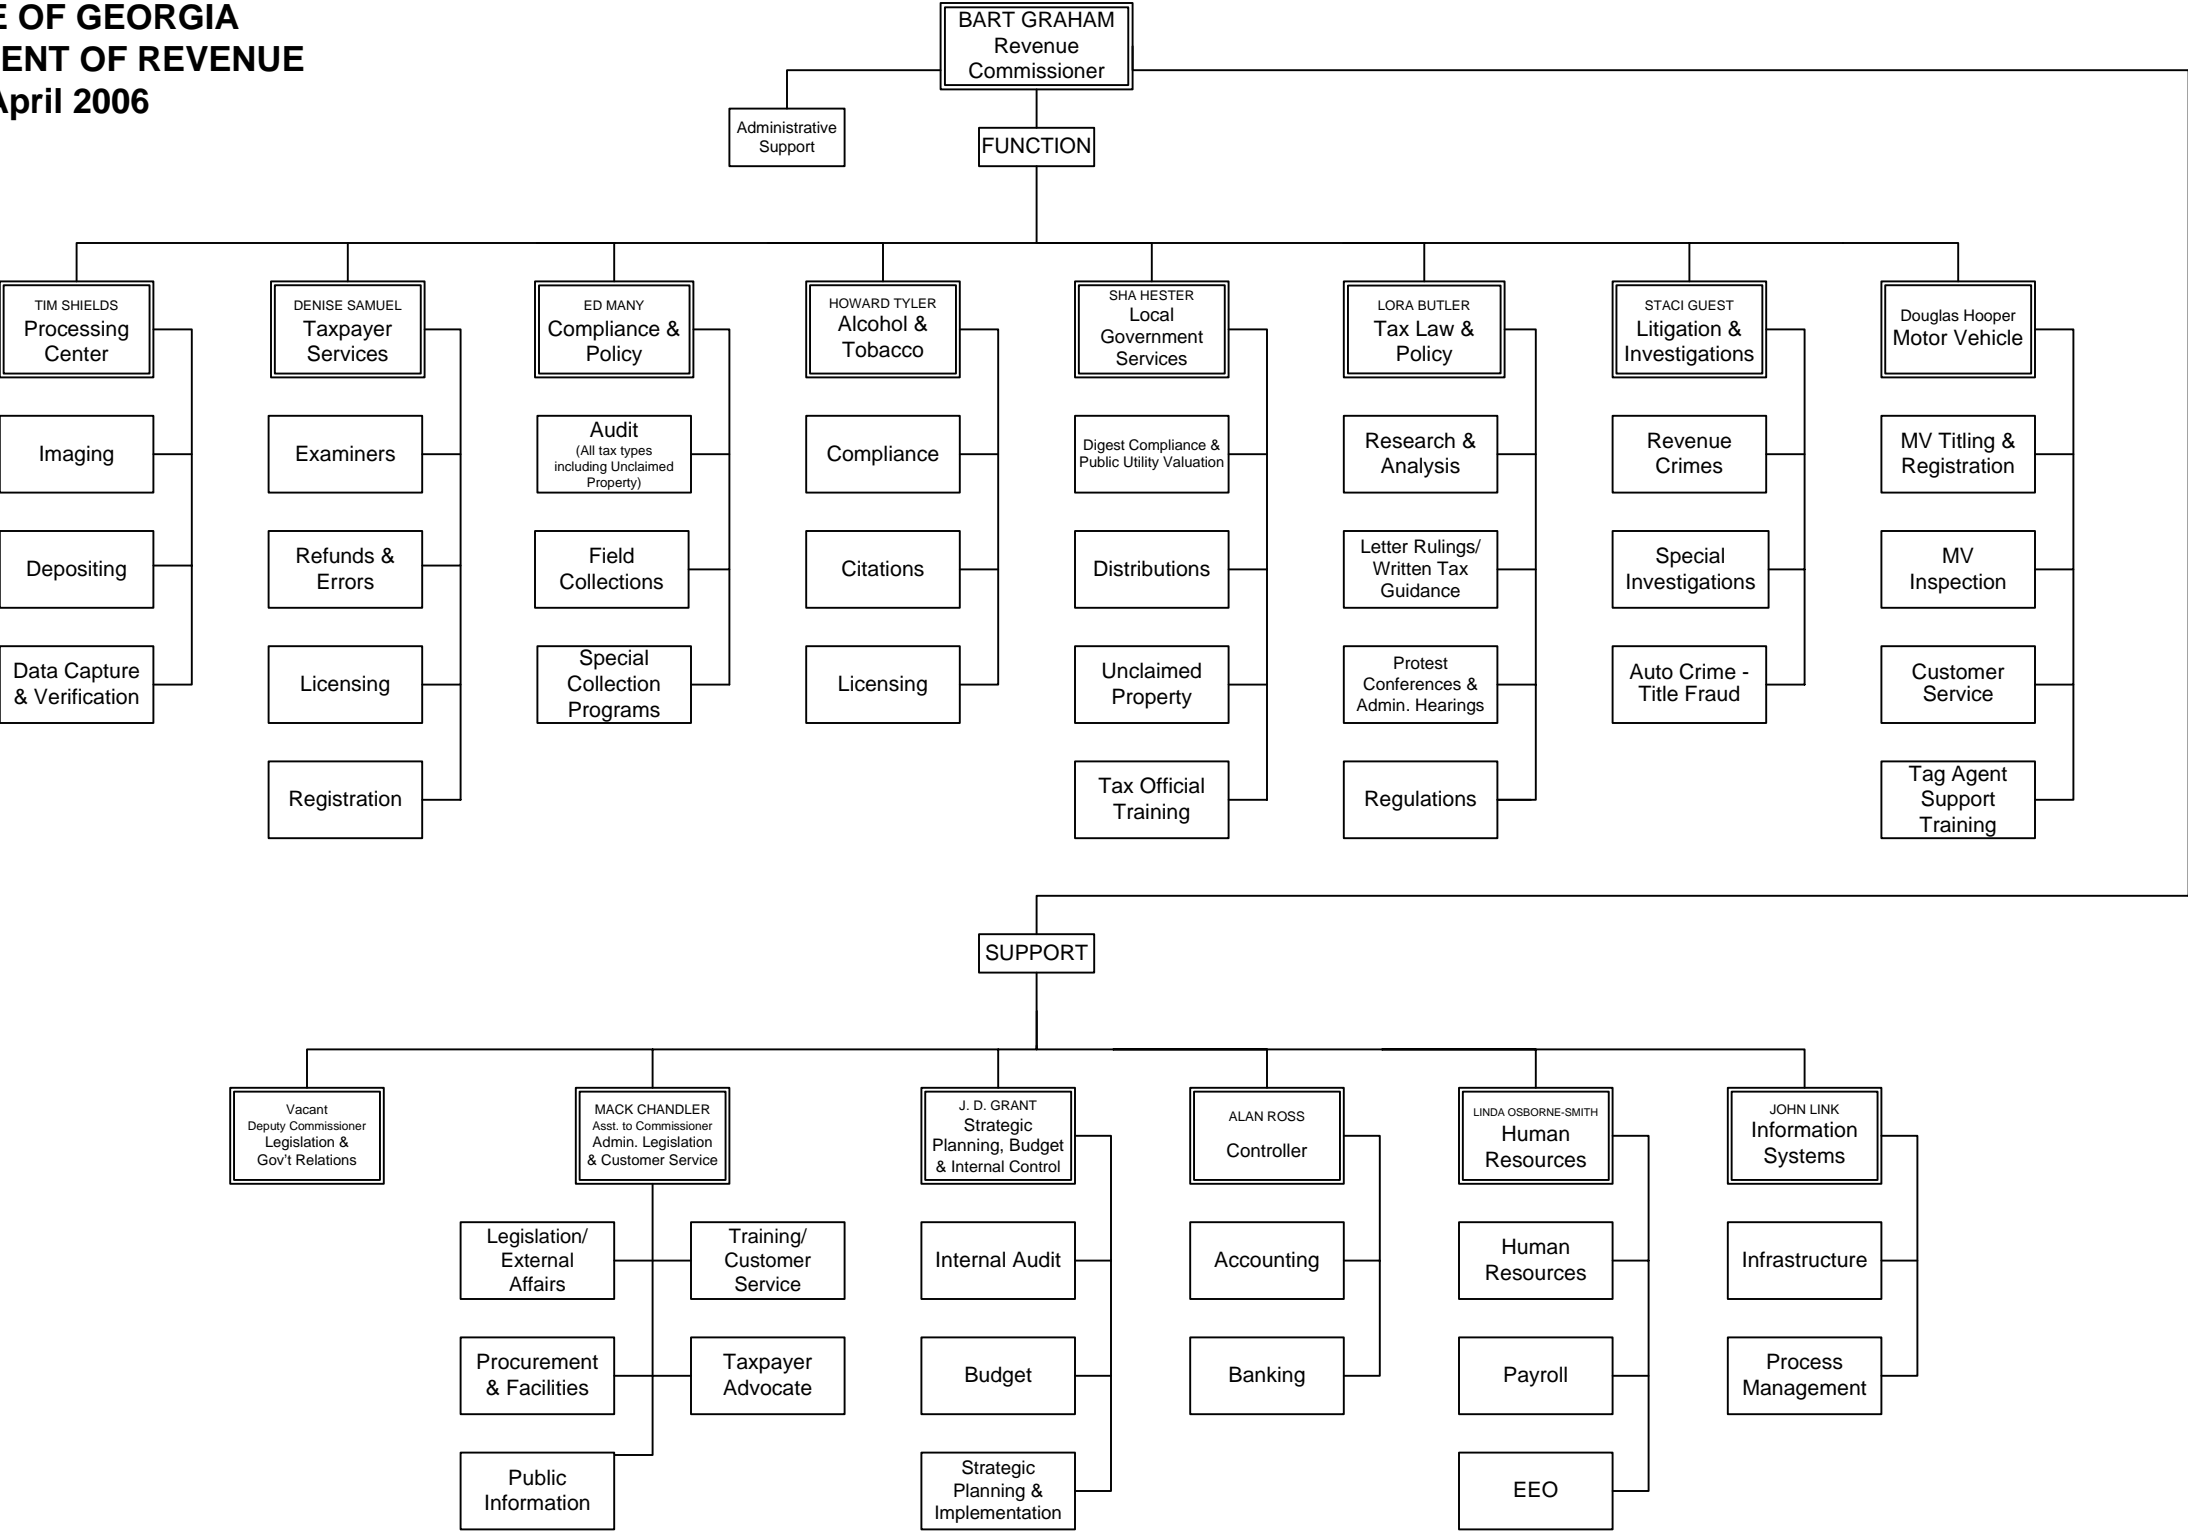 E OF GEORGIA
ENT OF REVENUE
April 2006
BART GRAHAM
Revenue
Commissioner
Administrative
Support
FUNCTION
TIM SHIELDS
Processing
Center
Imaging
Depositing
Data Capture
& Verification
DENISE SAMUEL
Taxpayer
Services
Examiners
Refunds &
Errors
Licensing
Registration
ED MANY
Compliance &
Policy
Audit
(All tax types
including Unclaimed
Property)
Field
Collections
Special
Collection
Programs
HOWARD TYLER
Alcohol &
Tobacco
Compliance
Citations
Licensing
SHA HESTER
Local
Government
Services
Digest Compliance &
Public Utility Valuation
Distributions
Unclaimed
Property
Tax Official
Training
LORA BUTLER
Tax Law &
Policy
Research &
Analysis
Letter Rulings/
Written Tax
Guidance
Protest
Conferences &
Admin. Hearings
Regulations
STACI GUEST
Litigation &
Investigations
Revenue
Crimes
Special
Investigations
Auto Crime -
Title Fraud
Douglas Hooper
Motor Vehicle
MV Titling &
Registration
MV
Inspection
Customer
Service
Tag Agent
Support
Training
SUPPORT
Vacant
Deputy Commissioner
Legislation &
Gov't Relations
MACK CHANDLER
Asst. to Commissioner
Admin. Legislation
& Customer Service
Legislation/
External
Affairs
Training/
Customer
Service
Procurement
& Facilities
Taxpayer
Advocate
Public
Information
J. D. GRANT
Strategic
Planning, Budget
& Internal Control
Internal Audit
Budget
Strategic
Planning &
Implementation
ALAN ROSS
Controller
Accounting
Banking
LINDA OSBORNE-SMITH
Human
Resources
Human
Resources
Payroll
EEO
JOHN LINK
Information
Systems
Infrastructure
Process
Management